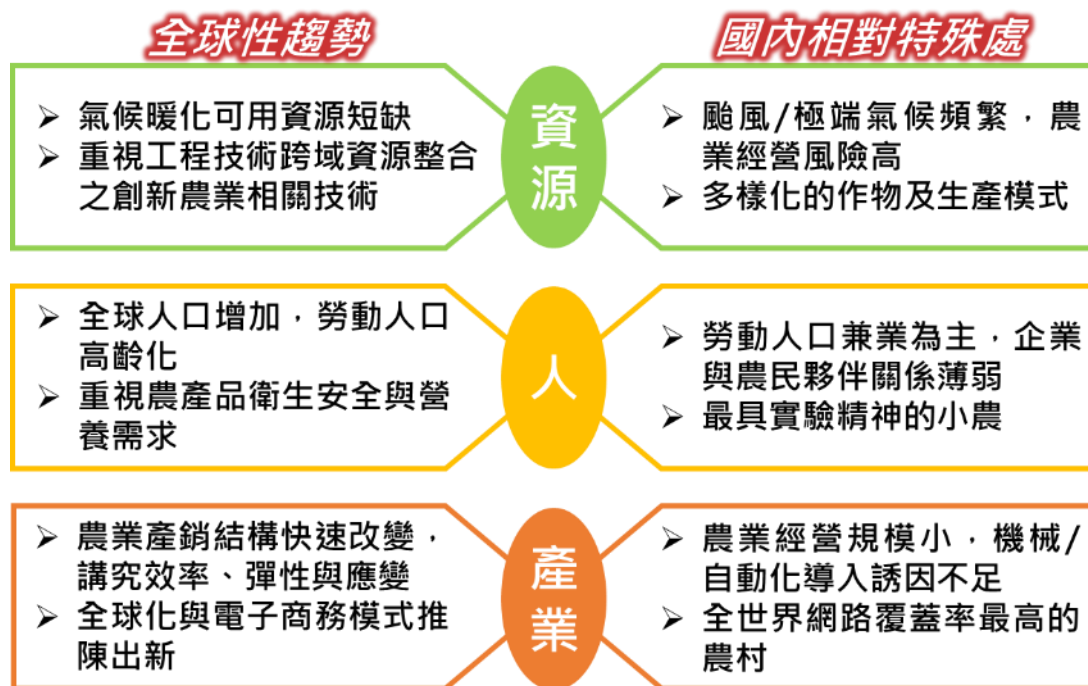 全球性趨勢
國內相對特殊處
➢ 氣候暖化可用資源短缺
➢ 重視工程技術跨域資源整合
之創新農業相關技術
資
源
➢ 颱風/極端氣候頻繁，農
業經營風險高
➢ 多樣化的作物及生產模式
➢ 全球人口增加，勞動人口
高齡化
➢ 重視農產品衛生安全與營
養需求
人
➢ 勞動人口兼業為主，企業
與農民夥伴關係薄弱
➢ 最具實驗精神的小農
➢ 農業產銷結構快速改變，
講究效率、彈性與應變
➢ 全球化與電子商務模式推
陳出新
產
業
➢ 農業經營規模小，機械/
自動化導入誘因不足
➢ 全世界網路覆蓋率最高的
農村